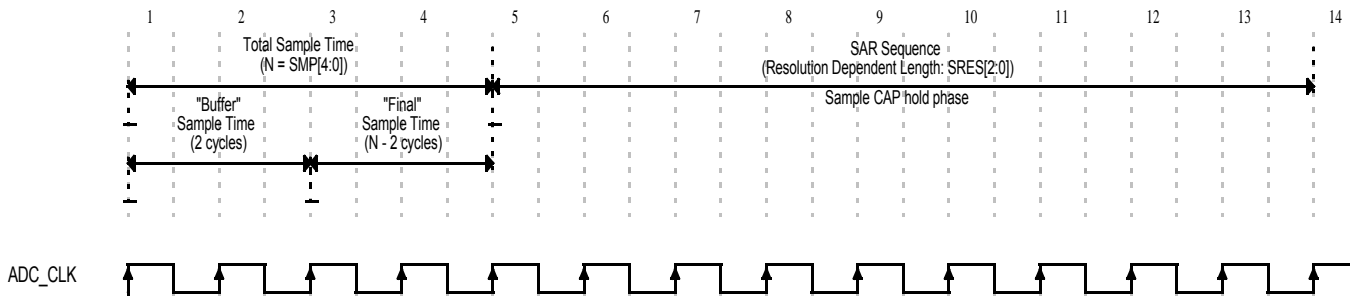 1 2 3 4 5 6 7 8 9 10 11 12 13 14
Total Sample Time
(N = SMP[4:0])
SAR Sequence
(Resolution Dependent Length: SRES[2:0])
Sample CAP hold phase
"Buffer"
Sample Time
(2 cycles)
"Final"
Sample Time
(N - 2 cycles)
ADC_CLK